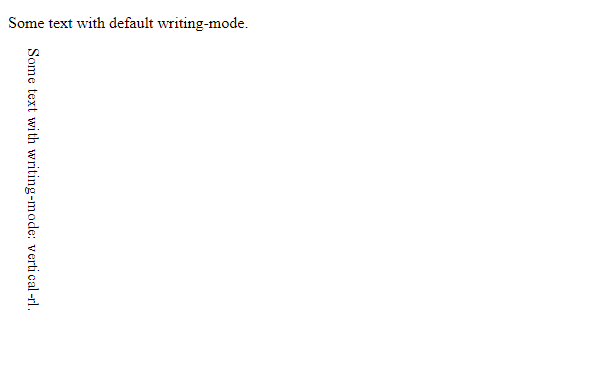 Some text with default writing-mode.
Some text with writing-mode: vertical-rl.